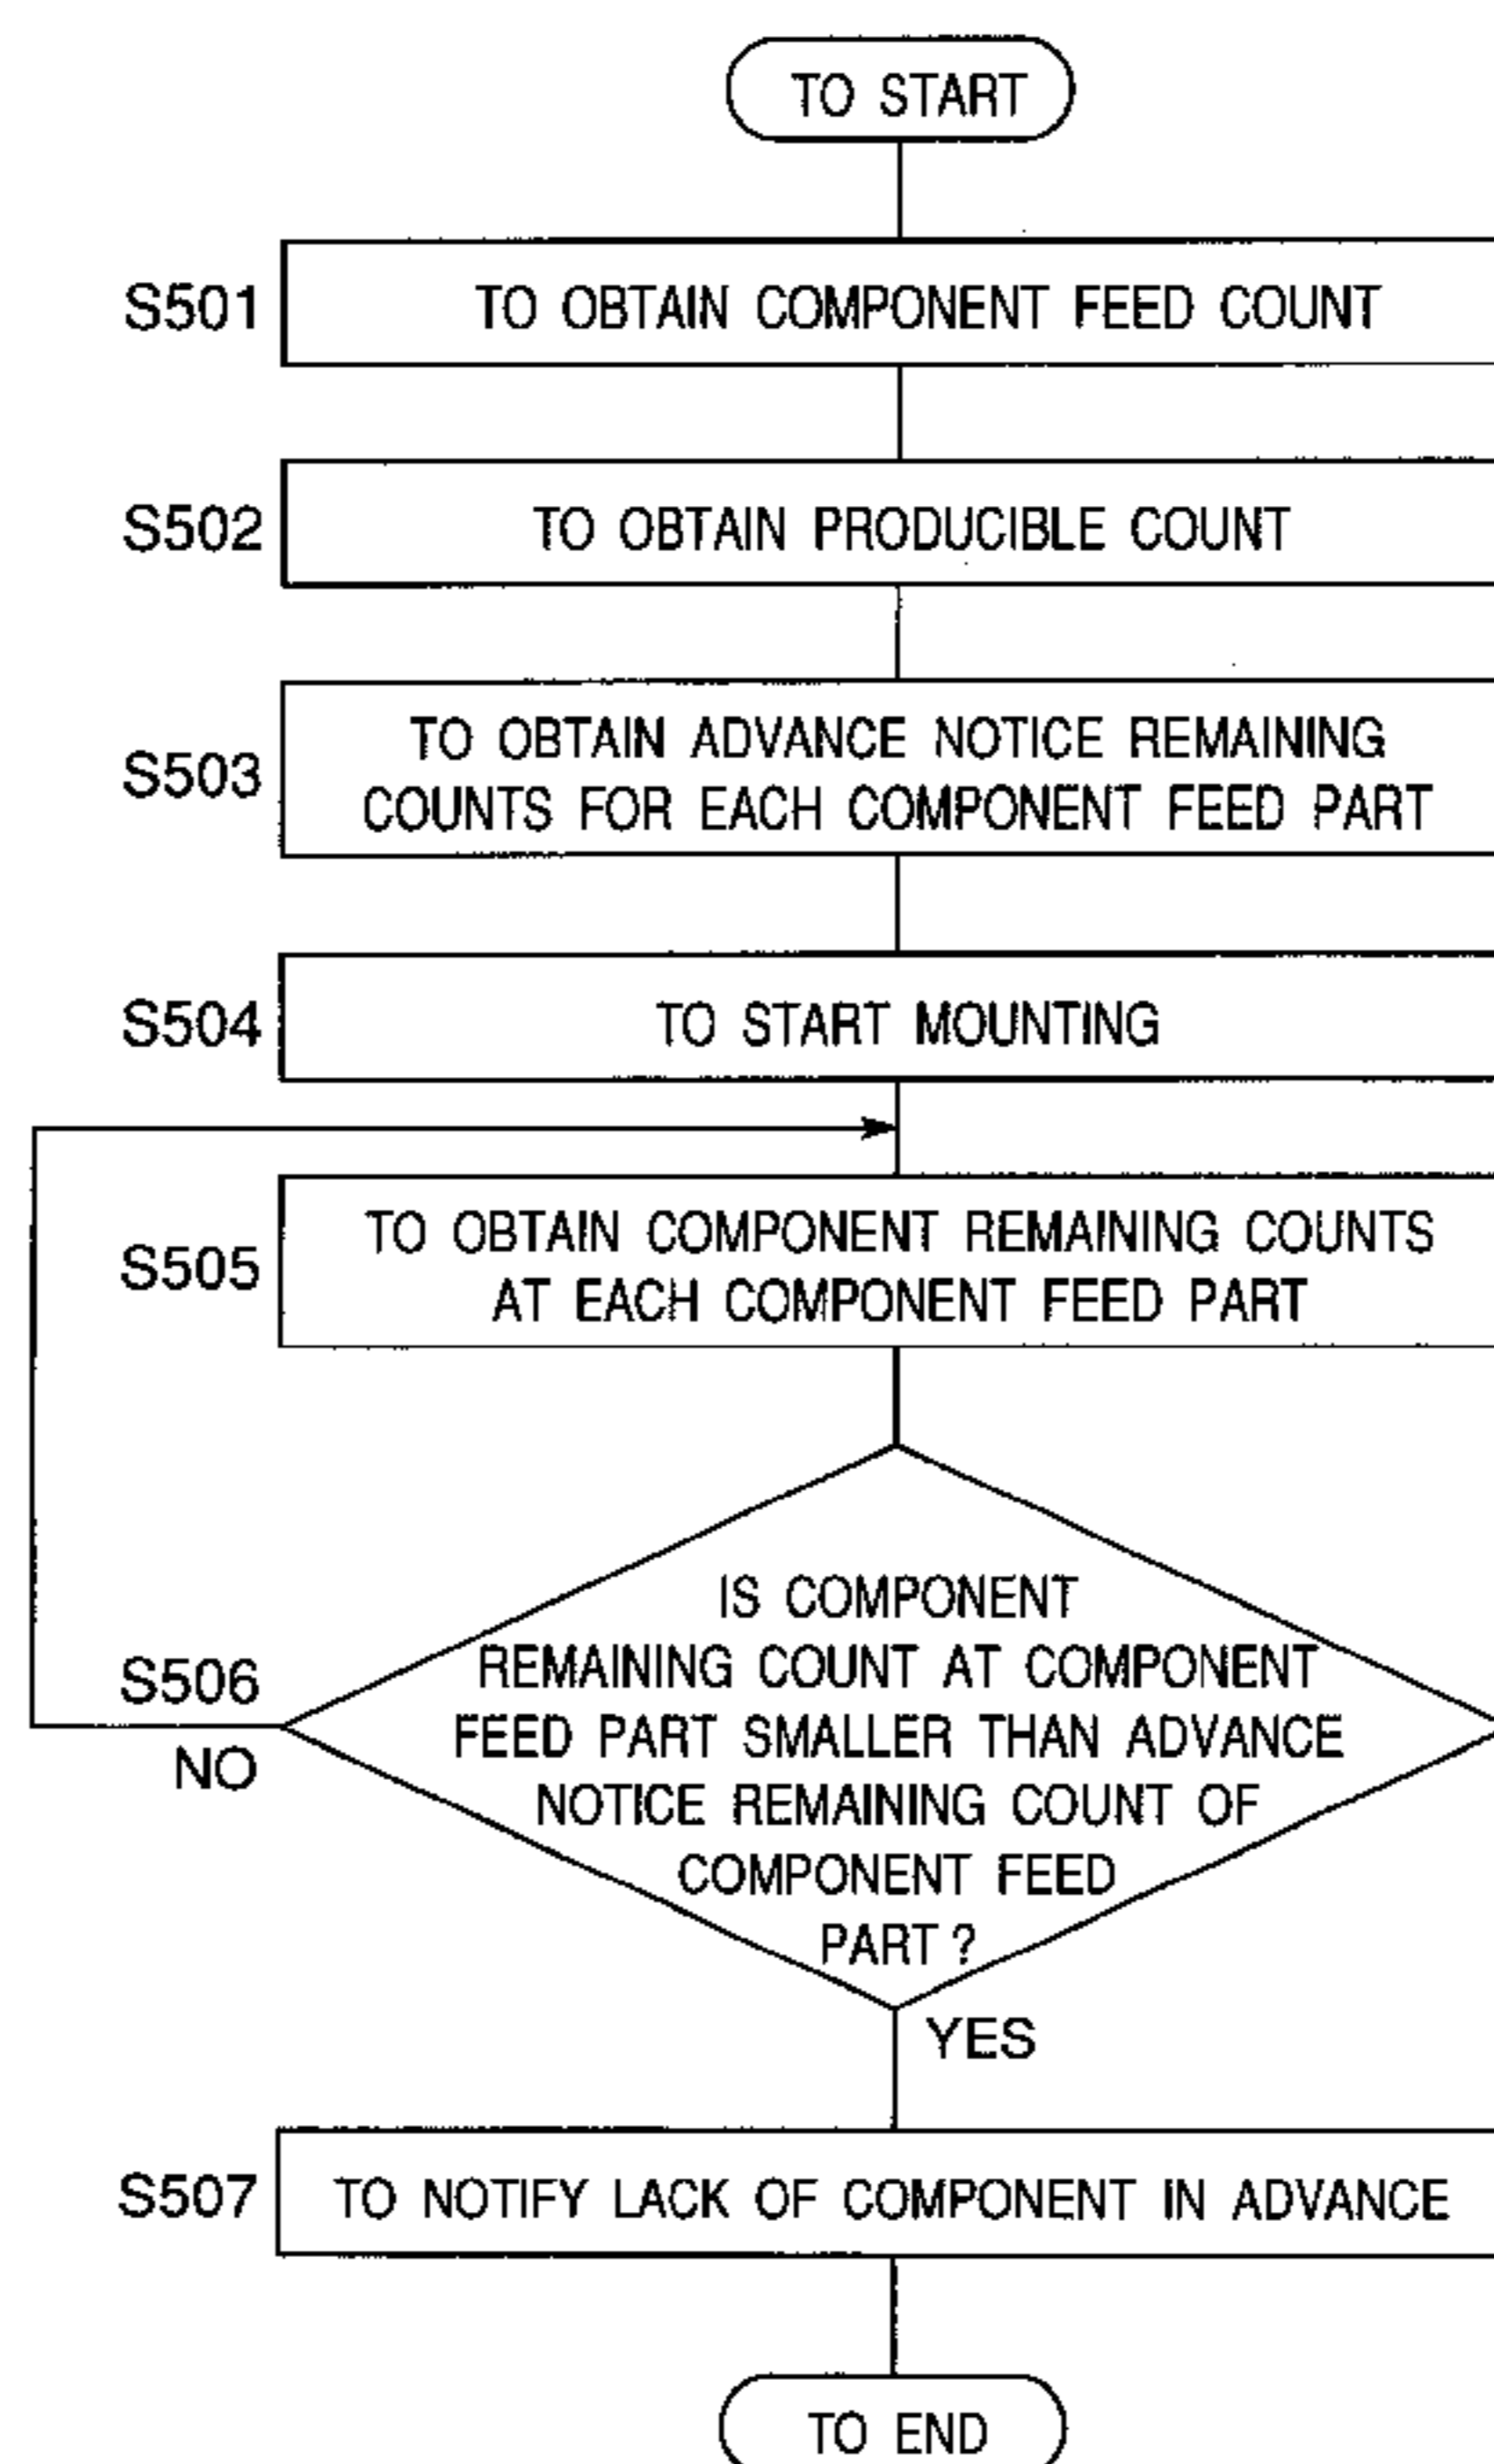 TO START
S501
TO OBTAIN COMPONENT FEED COUNT
S502
TO OBTAIN PRODUCIBLE COUNT
S503
TO OBTAIN ADVANCE NOTICE REMAINING
COUNTS FOR EACH COMPONENT FEED PART
S504
TO START MOUNTING
S505
TO OBTAIN COMPONENT REMAINING COUNTS
AT EACH COMPONENT FEED PART
S506
IS COMPONENT
REMAINING COUNT AT COMPONENT
FEED PART SMALLER THAN ADVANCE
NOTICE REMAINING COUNT OF
COMPONENT FEED
PART ?
NO
YES
S507
TO NOTIFY LACK OF COMPONENT IN ADVANCE
TO END